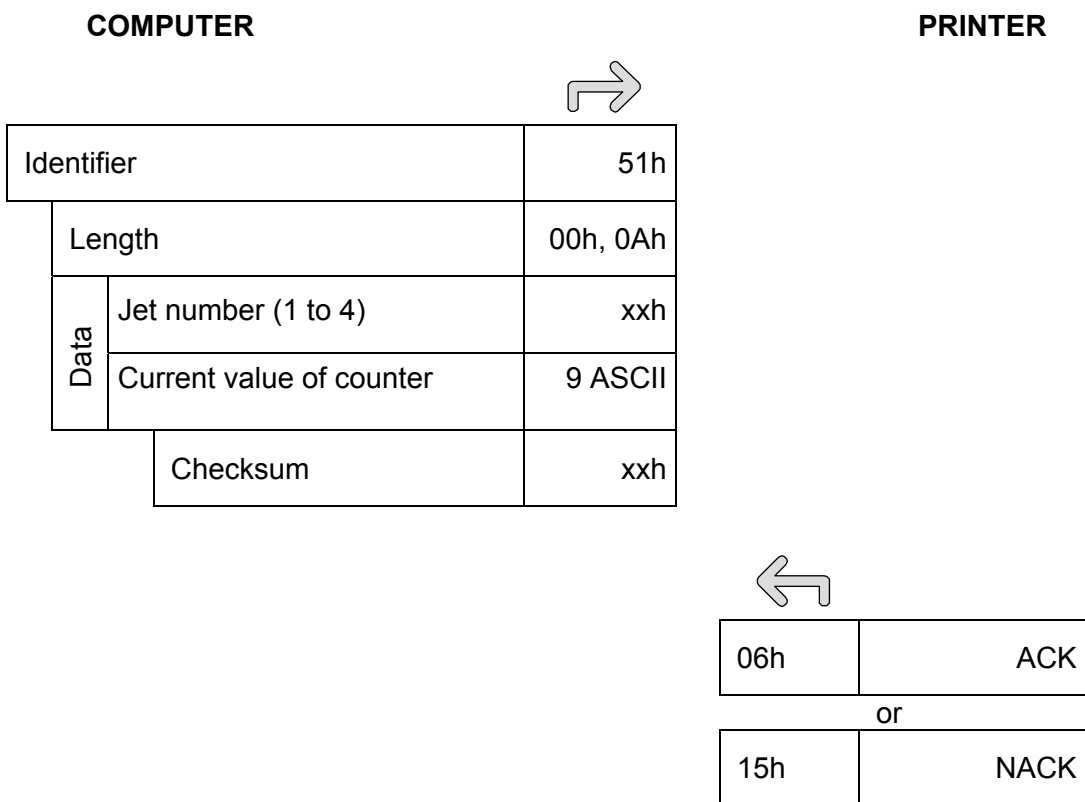 COMPUTER PRINTER
Identifier 51h
Length 00h, 0Ah
Data
Jet number (1 to 4) xxh
Current value of counter 9 ASCII
Checksum xxh
06h ACK
or
15h NACK